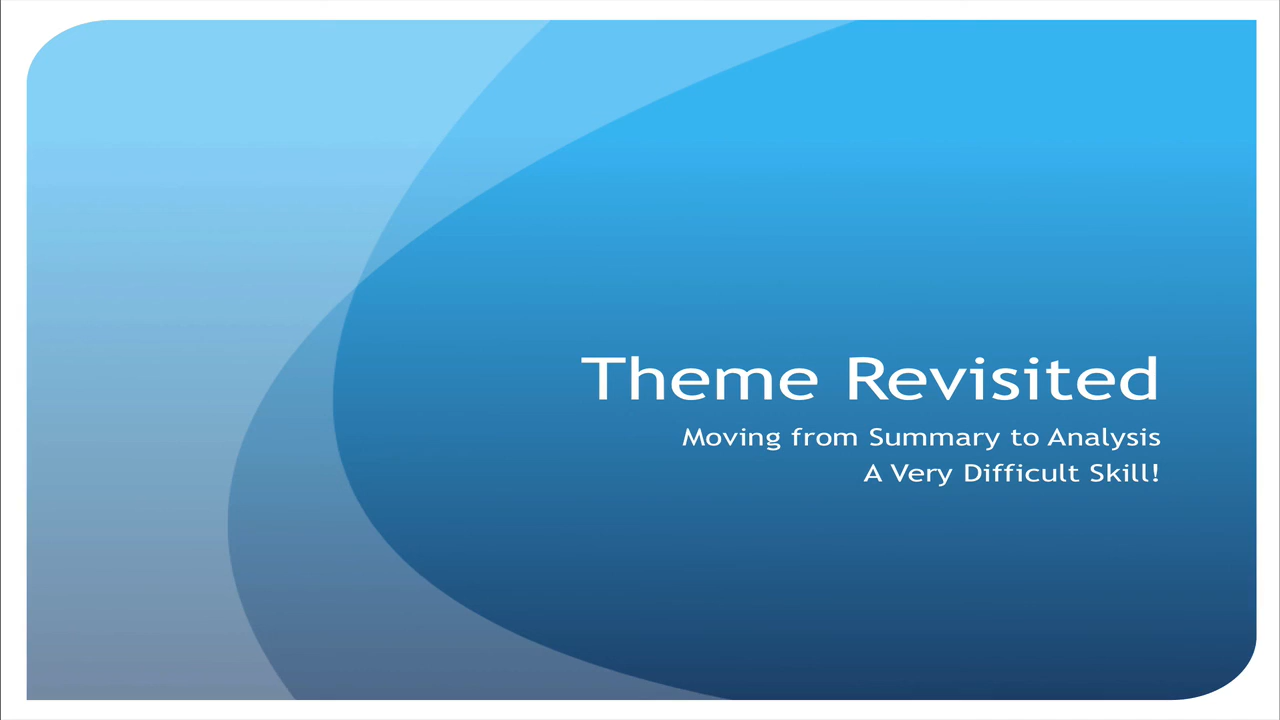 Theme Revisited
Moving from Summary to Analysis
A Very Difficult Skill!